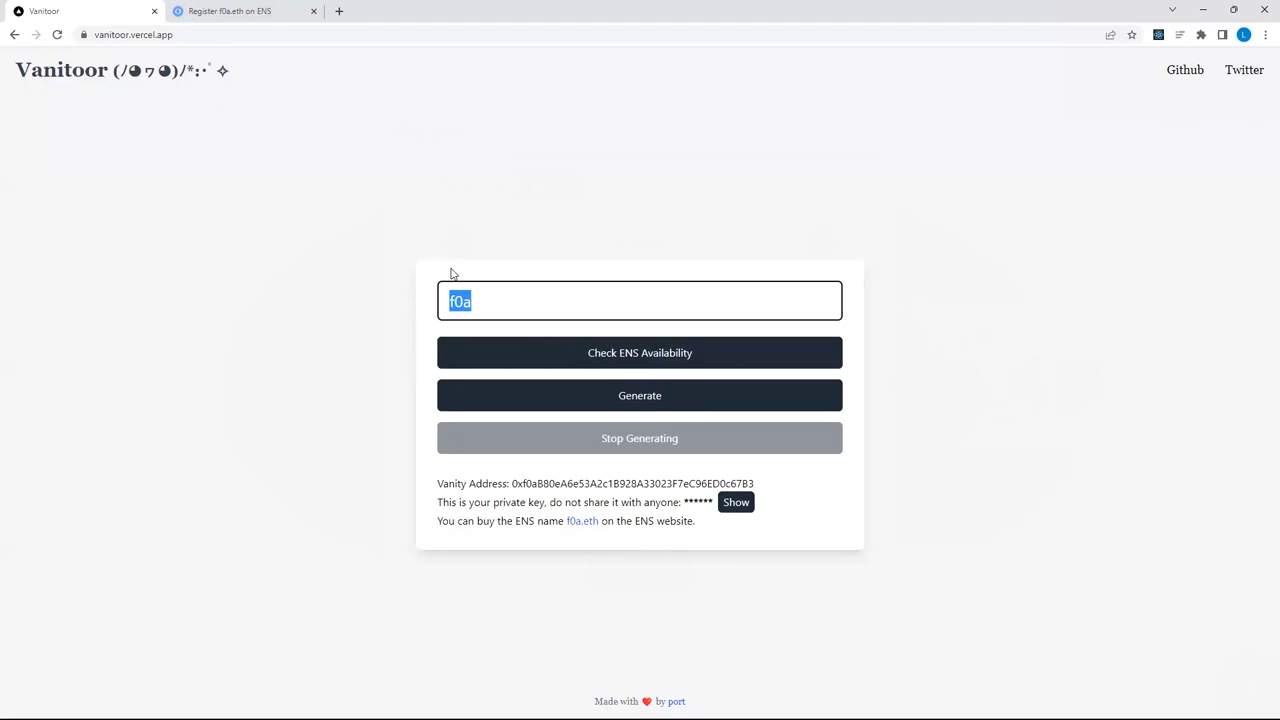 Vanitoor
Register f0a.eth on ENS
vanitoor.vercel.app
L
Vanitoor (ﾉ◕ヮ◕)ﾉ*:･ﾟ✧
Github
Twitter
f0a
Check ENS Availability
Generate
Stop Generating
Vanity Address: 0xf0aB80eA6e53A2c1B928A33023F7eC96ED0c67B3
This is your private key, do not share it with anyone: ****** Show
You can buy the ENS name f0a.eth on the ENS website.
Made with ❤️ by port